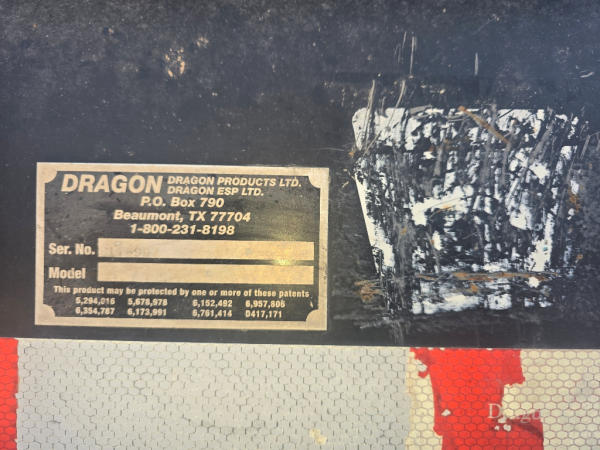 DRAGON DRAGON PRODUCTS LTD.
DRAGON ESP LTD.
P.O. Box 790
Beaumont, TX 77704
1-800-231-8198
Ser. No.
Model
This product may be protected by one or more of these patents
5,294,016 5,678,978 6,152,492 6,957,806
6,354,787 6,173,991 6,761,414 D417,171